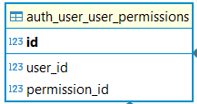 auth_user_user_permissions
123 id
123 user_id
123 permission_id